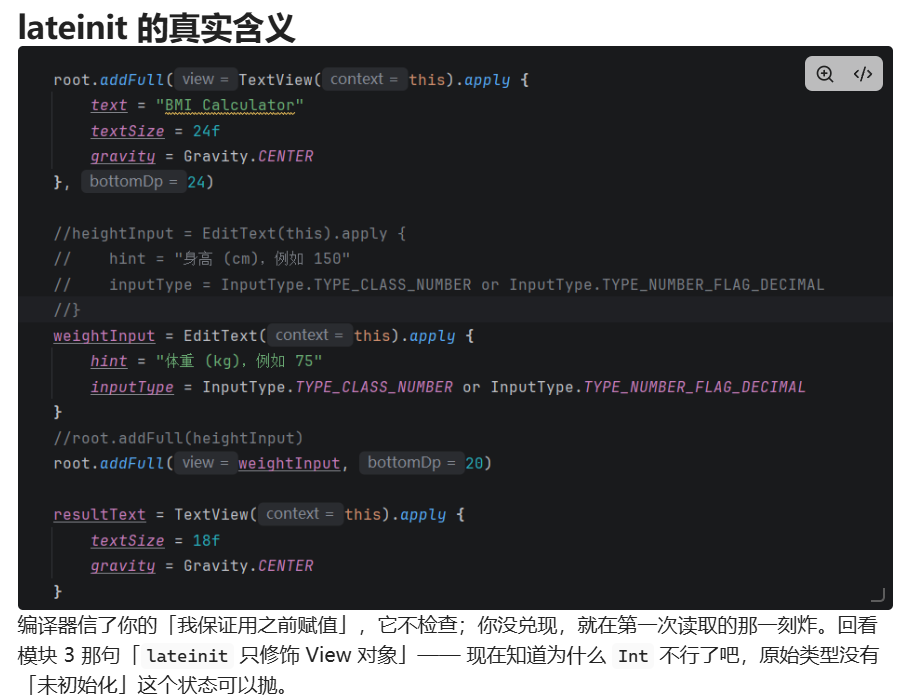 lateinit 的真实含义
root.addFull( view = TextView( context = this).apply {
text = "BMI Calculator"
textSize = 24f
gravity = Gravity.CENTER
}, bottomDp = 24)
//heightInput = EditText(this).apply {
//    hint = "身高 (cm)，例如 150"
//    inputType = InputType.TYPE_CLASS_NUMBER or InputType.TYPE_NUMBER_FLAG_DECIMAL
//}
weightInput = EditText( context = this).apply {
hint = "体重 (kg)，例如 75"
inputType = InputType.TYPE_CLASS_NUMBER or InputType.TYPE_NUMBER_FLAG_DECIMAL
}
//root.addFull(heightInput)
root.addFull( view = weightInput, bottomDp = 20)
resultText = TextView( context = this).apply {
textSize = 18f
gravity = Gravity.CENTER
}
编译器信了你的「我保证用之前赋值」，它不检查；你没兑现，就在第一次读取的那一刻炸。回看
模块 3 那句「 lateinit 只修饰 View 对象」—— 现在知道为什么 Int 不行了吧，原始类型没有
「未初始化」这个状态可以抛。